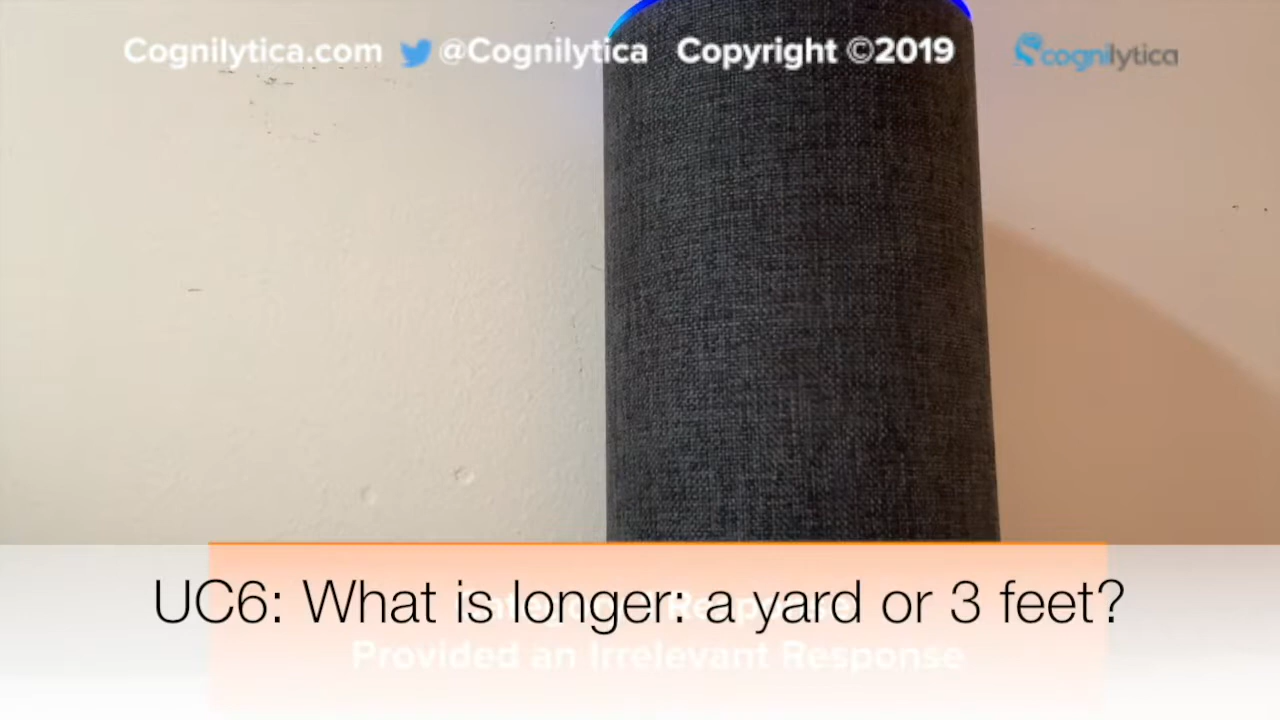 Cognilytica.com @Cognilytica Copyright ©2019 cognilytica
UC6: What is longer: a yard or 3 feet?
Provided an Irrelevant Response